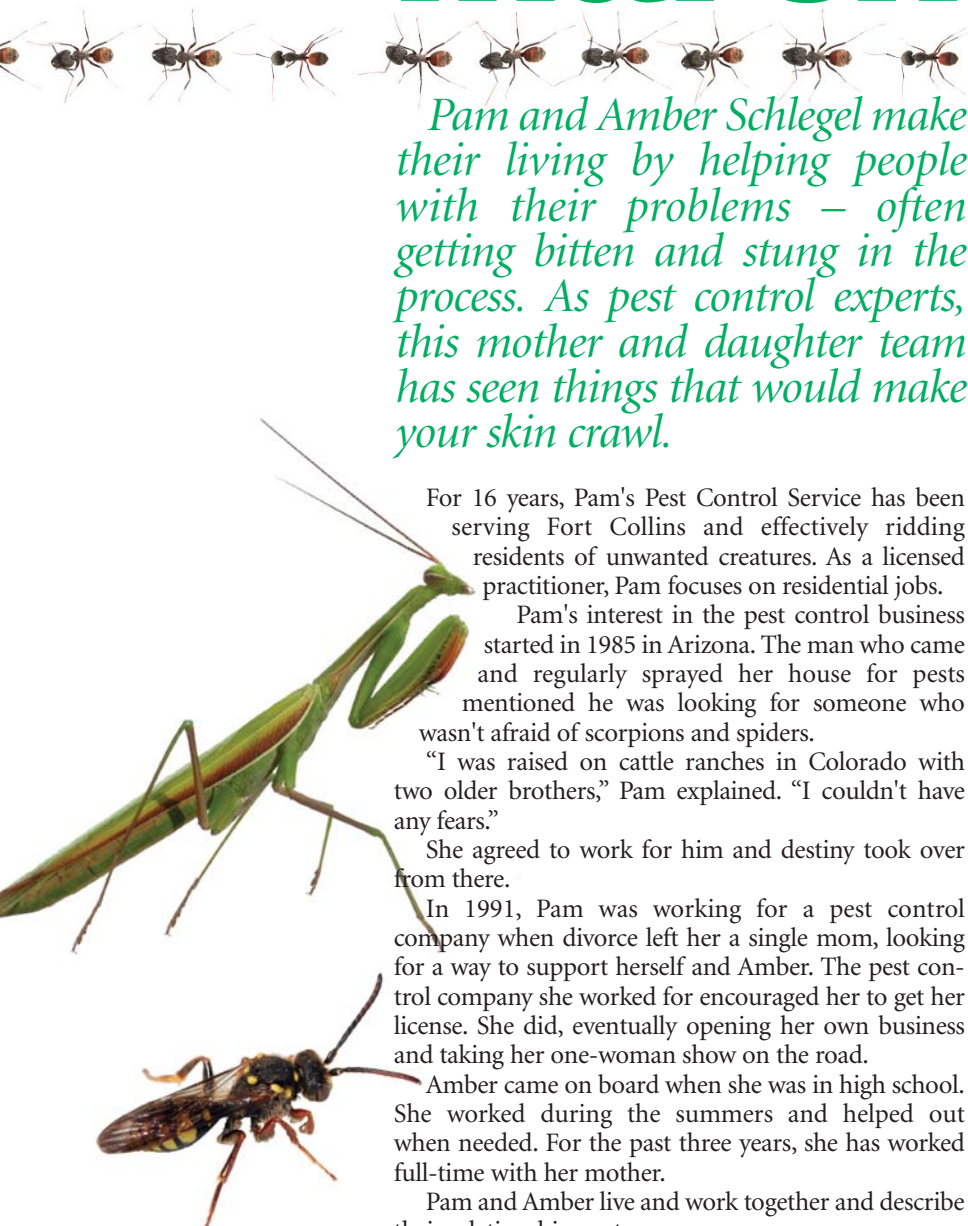 Pam and Amber Schlegel make
their living by helping people
with their problems – often
getting bitten and stung in the
process. As pest control experts,
this mother and daughter team
has seen things that would make
your skin crawl.
For 16 years, Pam's Pest Control Service has been
serving Fort Collins and effectively ridding
residents of unwanted creatures. As a licensed
practitioner, Pam focuses on residential jobs.
Pam's interest in the pest control business
started in 1985 in Arizona. The man who came
and regularly sprayed her house for pests
mentioned he was looking for someone who
wasn't afraid of scorpions and spiders.
“I was raised on cattle ranches in Colorado with
two older brothers,” Pam explained. “I couldn't have
any fears.”
She agreed to work for him and destiny took over
from there.
In 1991, Pam was working for a pest control
company when divorce left her a single mom, looking
for a way to support herself and Amber. The pest con-
trol company she worked for encouraged her to get her
license. She did, eventually opening her own business
and taking her one-woman show on the road.
Amber came on board when she was in high school.
She worked during the summers and helped out
when needed. For the past three years, she has worked
full-time with her mother.
Pam and Amber live and work together and describe